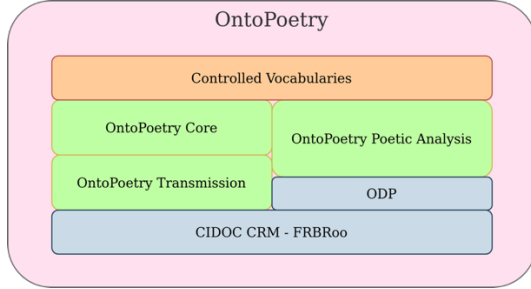 OntoPoetry
Controlled Vocabularies
OntoPoetry Core
OntoPoetry Poetic Analysis
OntoPoetry Transmission
ODP
CIDOC CRM - FRBRoo